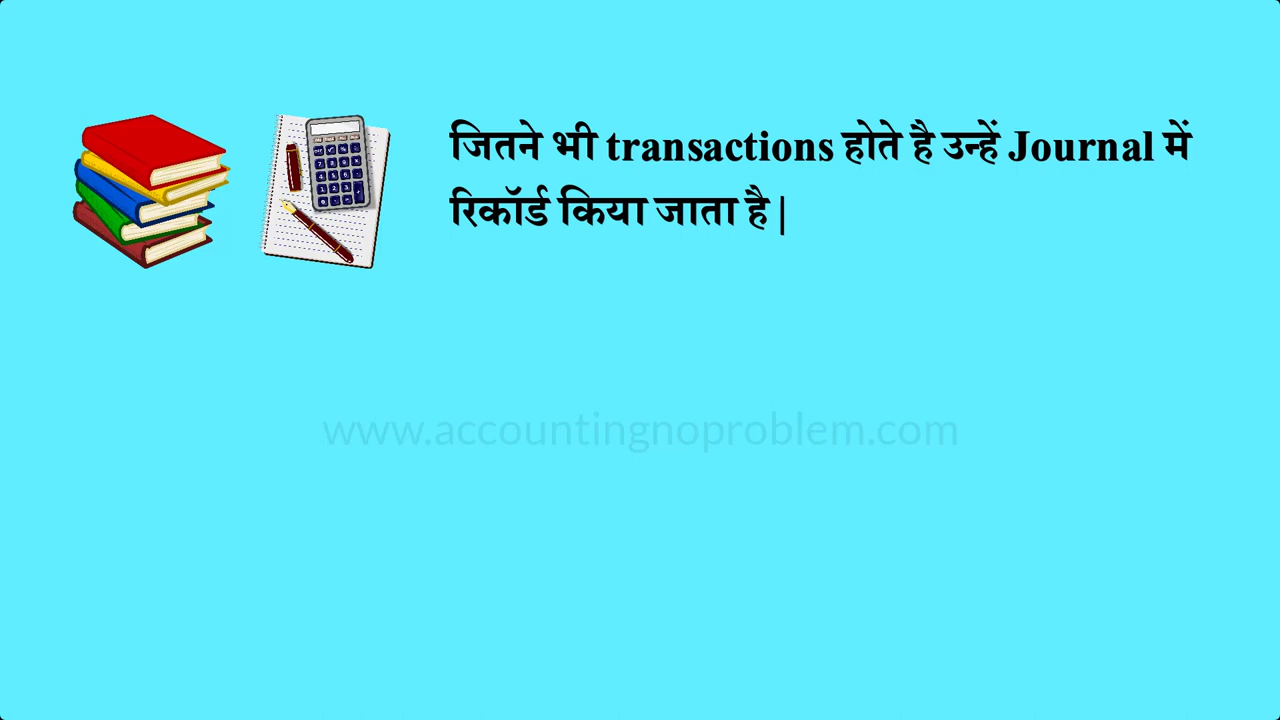 जितने भी transactions होते है उन्हें Journal में
रिकॉर्ड किया जाता है |
www.accountingnoproblem.com